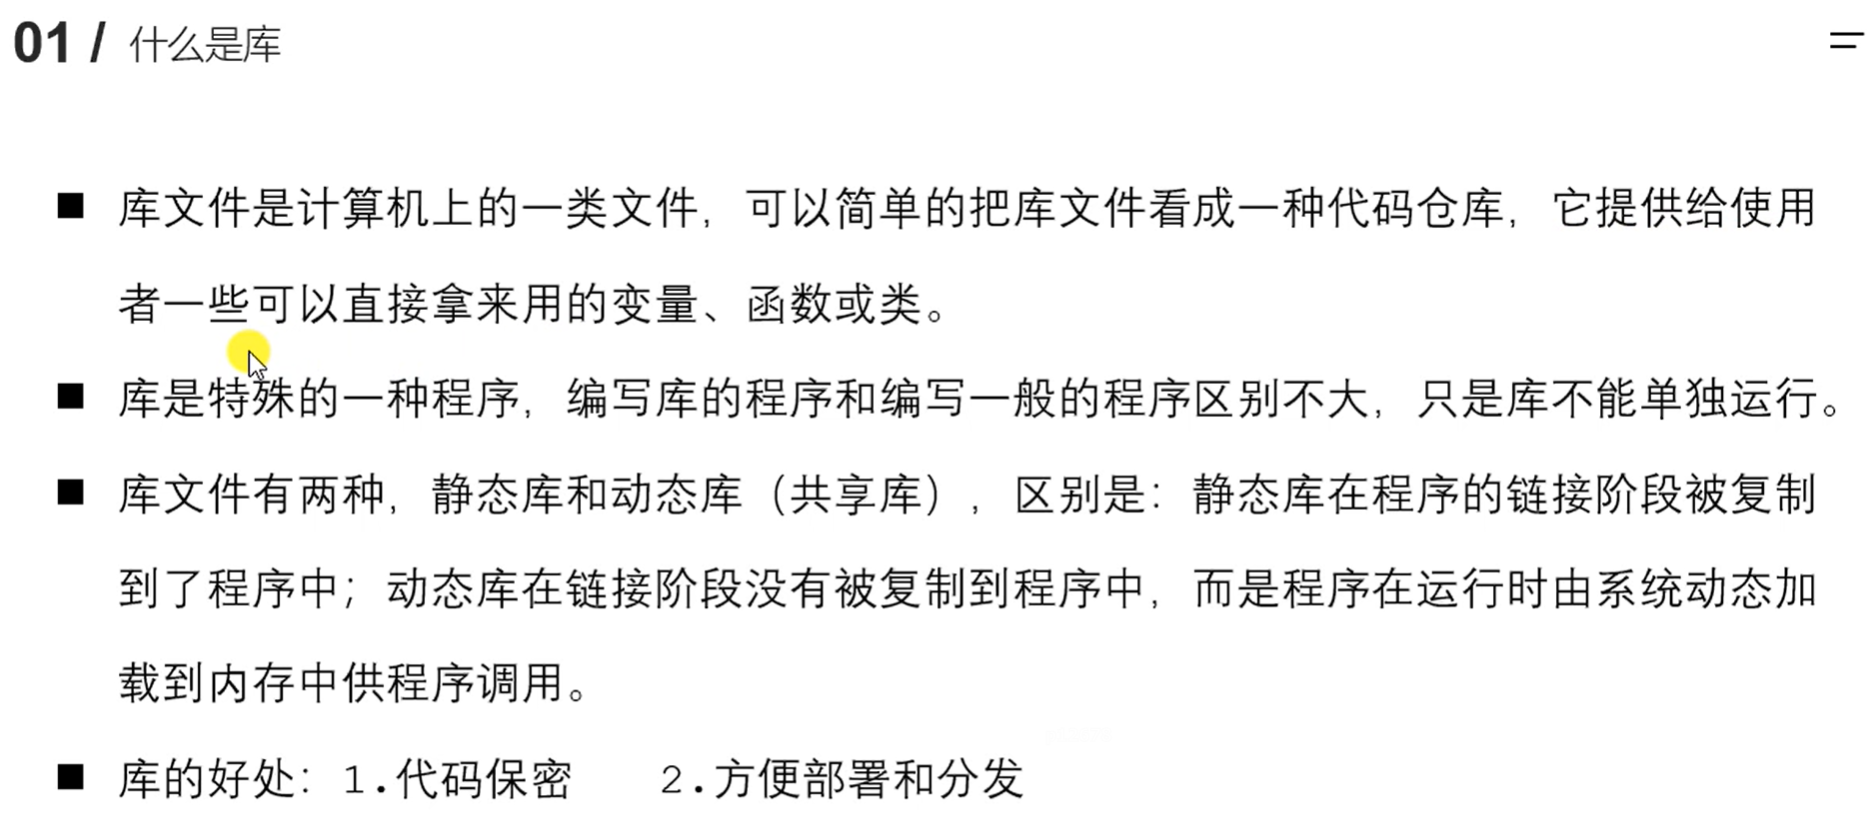 01 / 什么是库
■ 库文件是计算机上的一类文件，可以简单的把库文件看成一种代码仓库，它提供给使用
者一些可以直接拿来用的变量、函数或类。
■ 库是特殊的一种程序，编写库的程序和编写一般的程序区别不大，只是库不能单独运行。
■ 库文件有两种，静态库和动态库（共享库），区别是：静态库在程序的链接阶段被复制
到了程序中；动态库在链接阶段没有被复制到程序中，而是程序在运行时由系统动态加
载到内存中供程序调用。
■ 库的好处：1.代码保密 2.方便部署和分发